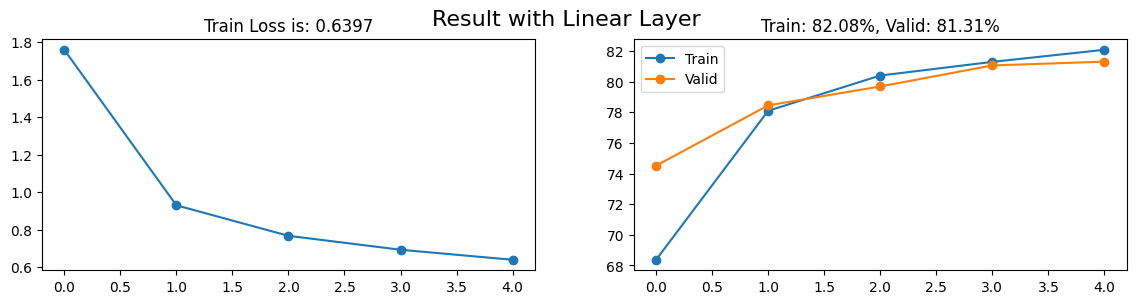 Result with Linear Layer
Train Loss is: 0.6397
1.8
1.6
1.4
1.2
1.0
0.8
0.6
0.0 0.5 1.0 1.5 2.0 2.5 3.0 3.5 4.0
Train: 82.08%, Valid: 81.31%
Train
Valid
82
80
78
76
74
72
70
68
0.0 0.5 1.0 1.5 2.0 2.5 3.0 3.5 4.0